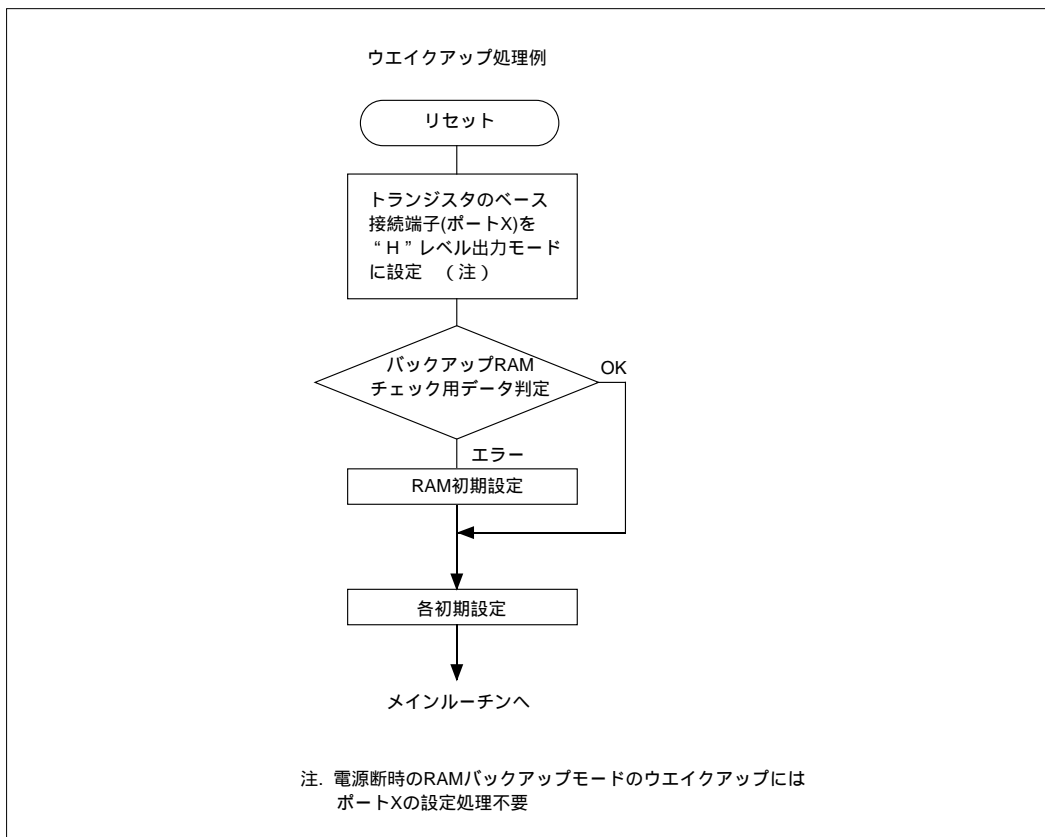 ウエイクアップ処理例
リセット
トランジスタのベース
接続端子(ポートX)を
“H”レベル出力モード
に設定 (注)
バックアップRAM
チェック用データ判定
OK
エラー
RAM初期設定
各初期設定
メインルーチンへ
注. 電源断時のRAMバックアップモードのウエイクアップには
ポートXの設定処理不要